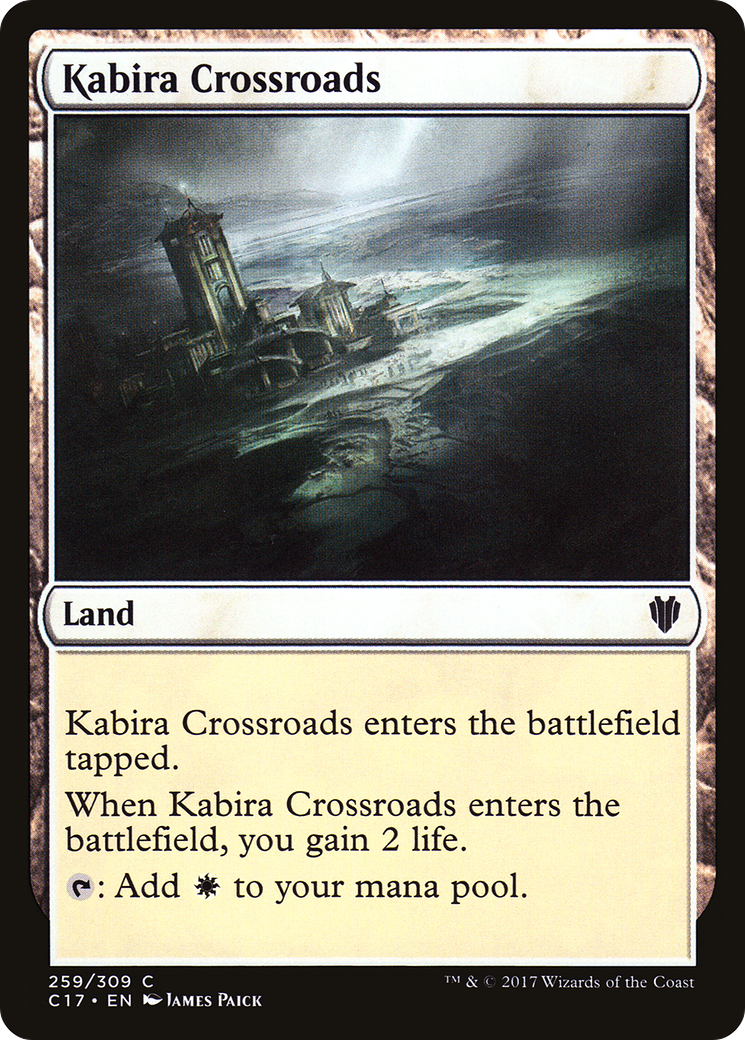 Kabira Crossroads
Land
Kabira Crossroads enters the battlefield
tapped.
When Kabira Crossroads enters the
battlefield, you gain 2 life.
: Add to your mana pool.
259/309 C
C17 • EN JAMES PAICK
™ & © 2017 Wizards of the Coast